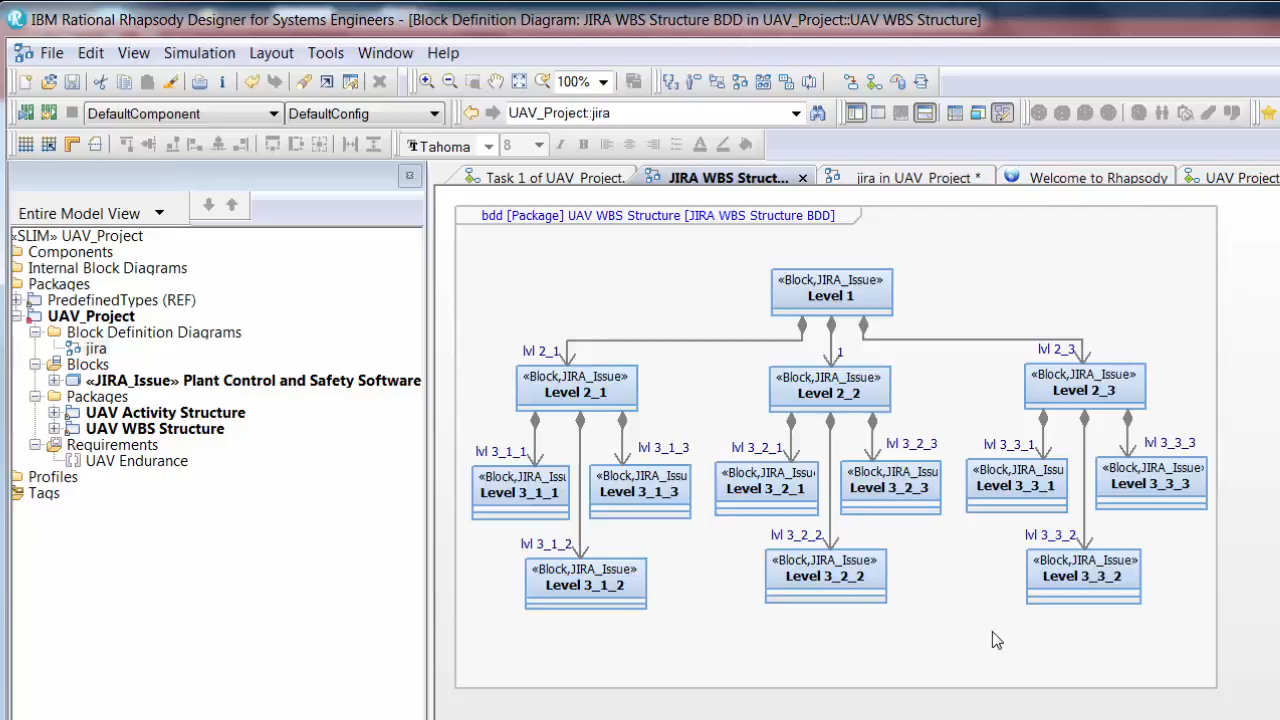 IBM Rational Rhapsody Designer for Systems Engineers - [Block Definition Diagram: JIRA WBS Structure BDD in UAV_Project::UAV WBS Structure]
File Edit View Simulation Layout Tools Window Help
100%
DefaultComponent DefaultConfig UAV_Project:jira
Tahoma 8
Task 1 of UAV_Project. JIRA WBS Struct... jira in UAV_Project * Welcome to Rhapsody UAV Project
Entire Model View
«SLIM» UAV_Project
Components
Internal Block Diagrams
Packages
PredefinedTypes (REF)
UAV_Project
Block Definition Diagrams
jira
Blocks
«JIRA_Issue» Plant Control and Safety Software
Packages
UAV Activity Structure
UAV WBS Structure
Requirements
UAV Endurance
Profiles
Tags
bdd [Package] UAV WBS Structure [JIRA WBS Structure BDD]
«Block,JIRA_Issue»
Level 1
lvl 2_1 1 lvl 2_3
«Block,JIRA_Issue» «Block,JIRA_Issue» «Block,JIRA_Issue»
Level 2_1 Level 2_2 Level 2_3
lvl 3_1_1 lvl 3_1_3 lvl 3_2_1 lvl 3_2_3 lvl 3_3_1 lvl 3_3_3
«Block,JIRA_Issu «Block,JIRA_Issu «Block,JIRA_Issu «Block,JIRA_Issu «Block,JIRA_Issu «Block,JIRA_Issue»
Level 3_1_1 Level 3_1_3 Level 3_2_1 Level 3_2_3 Level 3_3_1 Level 3_3_3
lvl 3_1_2 lvl 3_2_2 lvl 3_3_2
«Block,JIRA_Issue» «Block,JIRA_Issue» «Block,JIRA_Issue»
Level 3_1_2 Level 3_2_2 Level 3_3_2